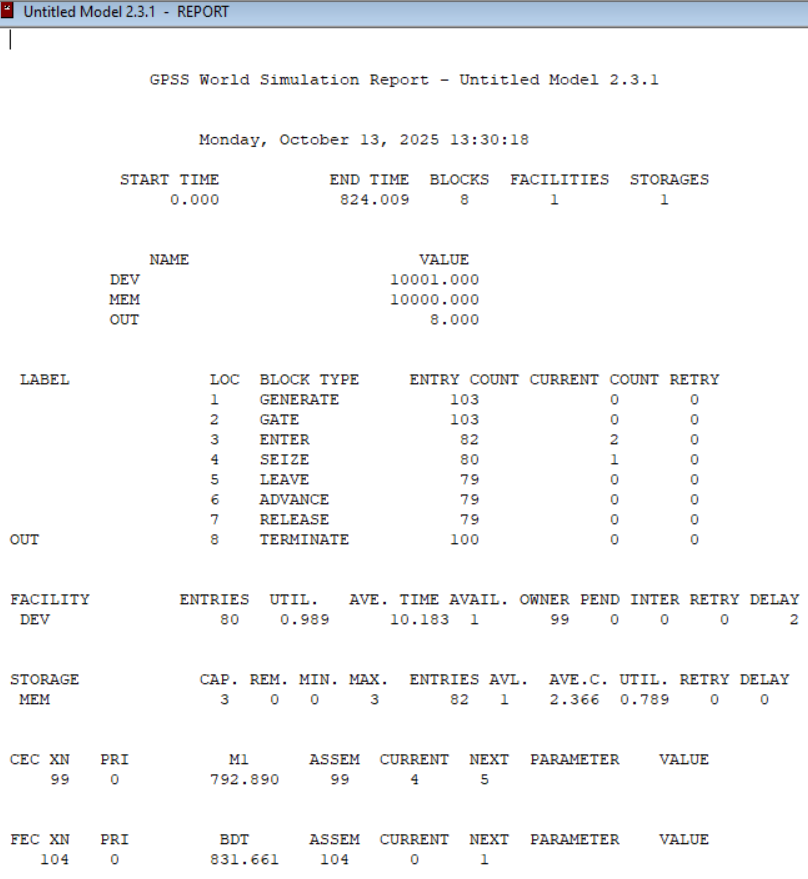 Untitled Model 2.3.1 - REPORT
GPSS World Simulation Report - Untitled Model 2.3.1
Monday, October 13, 2025 13:30:18
START TIME END TIME BLOCKS FACILITIES STORAGES
0.000 824.009 8 1 1
NAME VALUE
DEV 10001.000
MEM 10000.000
OUT 8.000
LABEL LOC BLOCK TYPE ENTRY COUNT CURRENT COUNT RETRY
1 GENERATE 103 0 0
2 GATE 103 0 0
3 ENTER 82 2 0
4 SEIZE 80 1 0
5 LEAVE 79 0 0
6 ADVANCE 79 0 0
7 RELEASE 79 0 0
OUT 8 TERMINATE 100 0 0
FACILITY ENTRIES UTIL. AVE. TIME AVAIL. OWNER PEND INTER RETRY DELAY
DEV 80 0.989 10.183 1 99 0 0 0 2
STORAGE CAP. REM. MIN. MAX. ENTRIES AVL. AVE.C. UTIL. RETRY DELAY
MEM 3 0 0 3 82 1 2.366 0.789 0 0
CEC XN PRI M1 ASSEM CURRENT NEXT PARAMETER VALUE
99 0 792.890 99 4 5
FEC XN PRI BDT ASSEM CURRENT NEXT PARAMETER VALUE
104 0 831.661 104 0 1